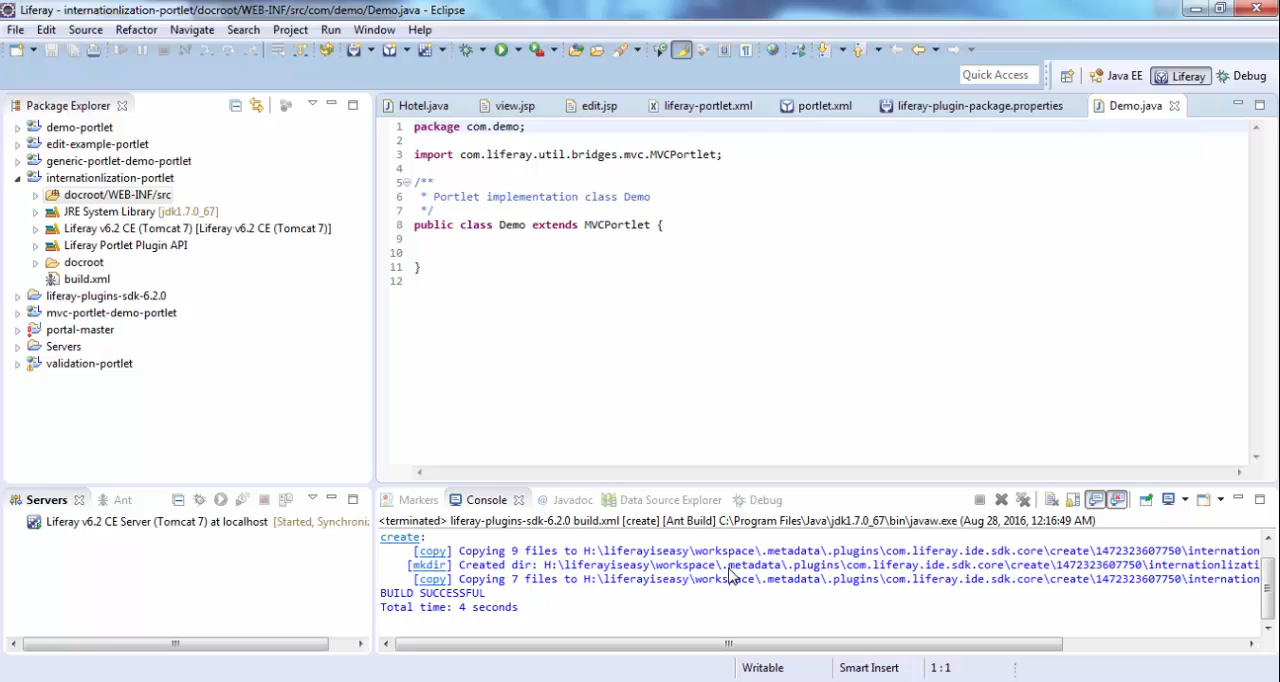 Liferay - internationlization-portlet/docroot/WEB-INF/src/com/demo/Demo.java - Eclipse
File Edit Source Refactor Navigate Search Project Run Window Help
Quick Access Java EE Liferay Debug
Package Explorer
demo-portlet
edit-example-portlet
generic-portlet-demo-portlet
internationlization-portlet
docroot/WEB-INF/src
JRE System Library [jdk1.7.0_67]
Liferay v6.2 CE (Tomcat 7) [Liferay v6.2 CE (Tomcat 7)]
Liferay Portlet Plugin API
docroot
build.xml
liferay-plugins-sdk-6.2.0
mvc-portlet-demo-portlet
portal-master
Servers
validation-portlet
Hotel.java view.jsp edit.jsp liferay-portlet.xml portlet.xml liferay-plugin-package.properties Demo.java
1 package com.demo;
2
3 import com.liferay.util.bridges.mvc.MVCPortlet;
4
5 /**
6 * Portlet implementation class Demo
7 */
8 public class Demo extends MVCPortlet {
9
10
11 }
12
Servers Ant
Liferay v6.2 CE Server (Tomcat 7) at localhost [Started, Synchroni
Markers Console Javadoc Data Source Explorer Debug
<terminated> liferay-plugins-sdk-6.2.0 build.xml [create] [Ant Build] C:\Program Files\Java\jdk1.7.0_67\bin\javaw.exe (Aug 28, 2016, 12:16:49 AM)
create:
[copy] Copying 9 files to H:\liferayiseasy\workspace\.metadata\.plugins\com.liferay.ide.sdk.core\create\1472323607750\internation
[mkdir] Created dir: H:\liferayiseasy\workspace\.metadata\.plugins\com.liferay.ide.sdk.core\create\1472323607750\internationlizati
[copy] Copying 7 files to H:\liferayiseasy\workspace\.metadata\.plugins\com.liferay.ide.sdk.core\create\1472323607750\internation
BUILD SUCCESSFUL
Total time: 4 seconds
Writable Smart Insert 1:1